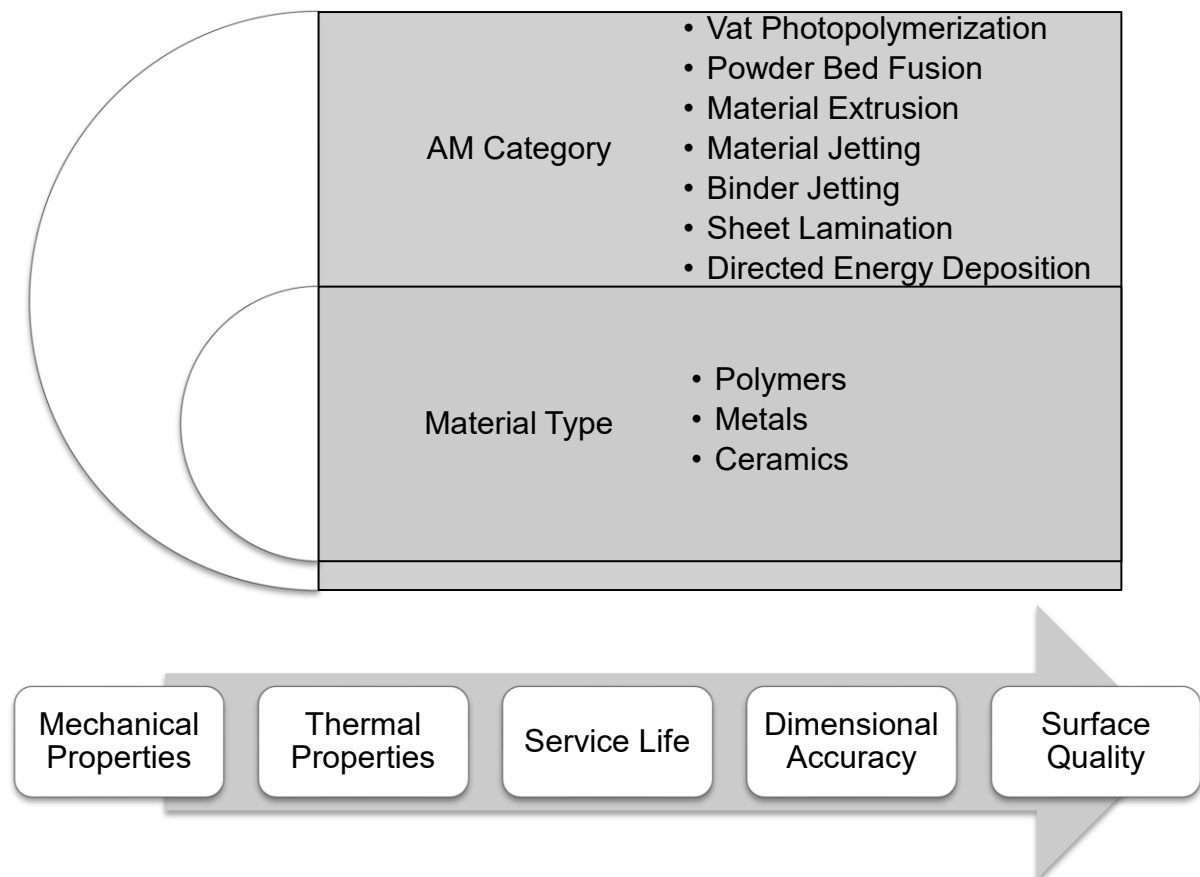 AM Category
• Vat Photopolymerization
• Powder Bed Fusion
• Material Extrusion
• Material Jetting
• Binder Jetting
• Sheet Lamination
• Directed Energy Deposition
Material Type
• Polymers
• Metals
• Ceramics
Mechanical
Properties
Thermal
Properties
Service Life
Dimensional
Accuracy
Surface
Quality